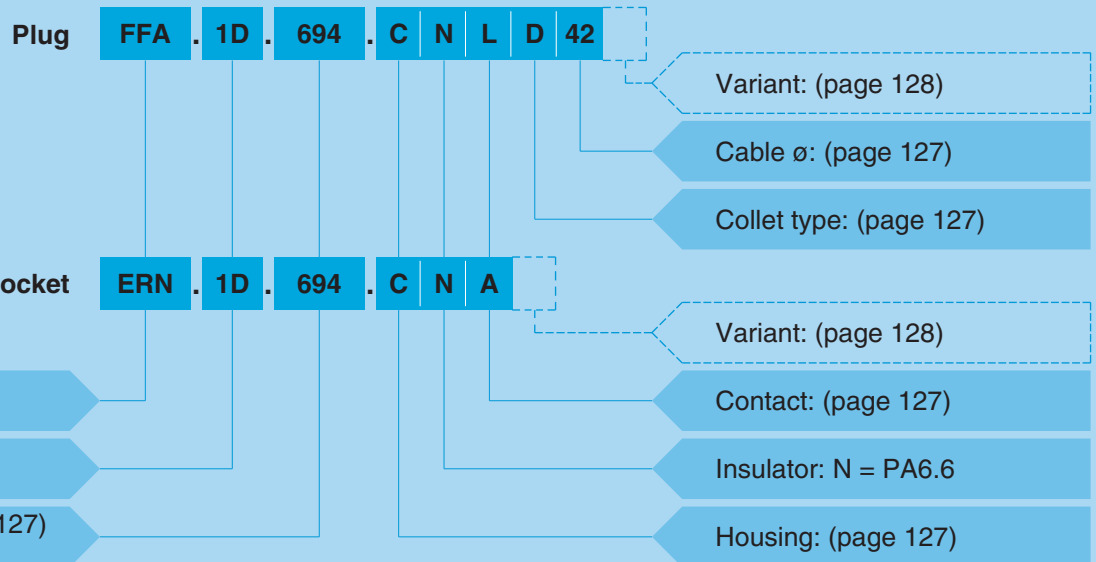 Plug FFA . 1D . 694 . C N L D 42
Variant: (page 128)
Cable ø: (page 127)
Collet type: (page 127)
ocket ERN . 1D . 694 . C N A
Variant: (page 128)
Contact: (page 127)
Insulator: N = PA6.6
127)
Housing: (page 127)